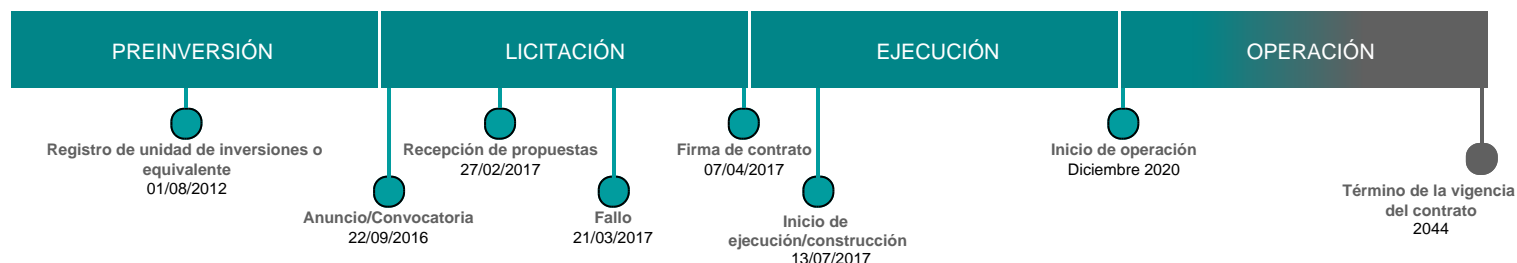 PREINVERSIÓN
LICITACIÓN
EJECUCIÓN
OPERACIÓN
Registro de unidad de inversiones o
equivalente
01/08/2012
Anuncio/Convocatoria
22/09/2016
Recepción de propuestas
27/02/2017
Fallo
21/03/2017
Firma de contrato
07/04/2017
Inicio de
ejecución/construcción
13/07/2017
Inicio de operación
Diciembre 2020
Término de la vigencia
del contrato
2044